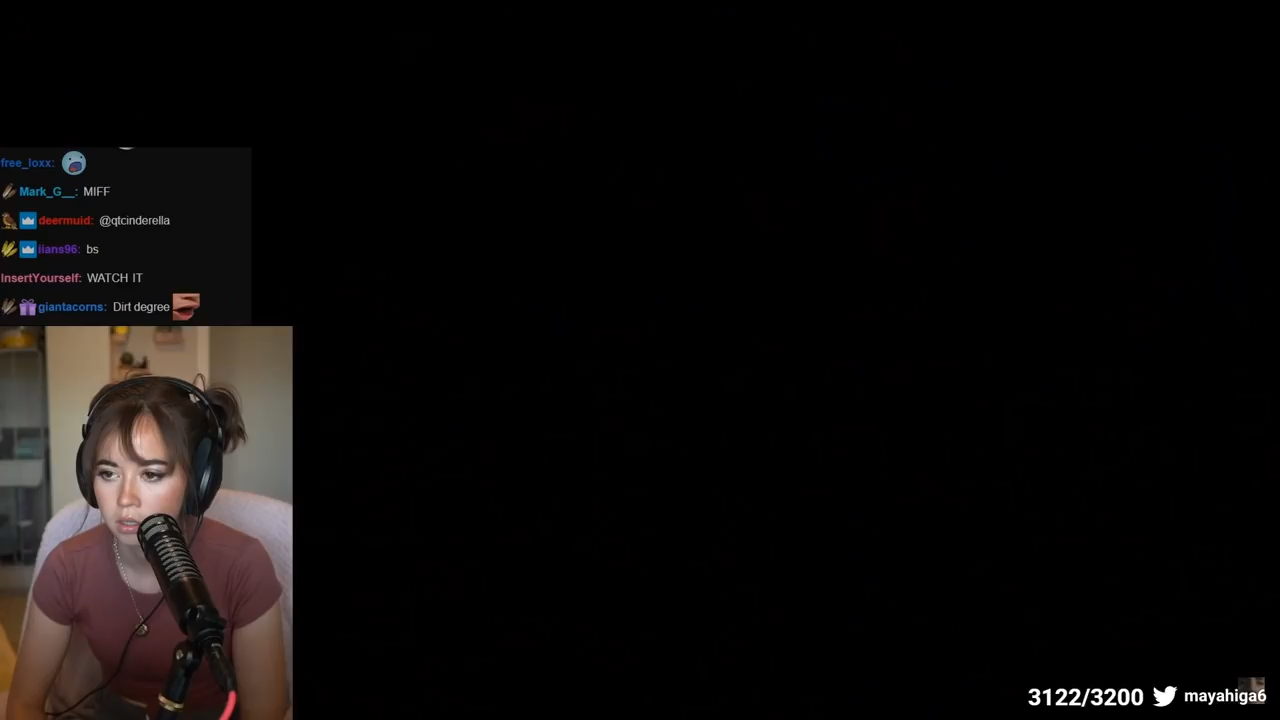 free_loxx:
Mark_G__: MIFF
deermuid: @qtcinderella
lians96: bs
InsertYourself: WATCH IT
giantacorns: Dirt degree
3122/3200 mayahiga6